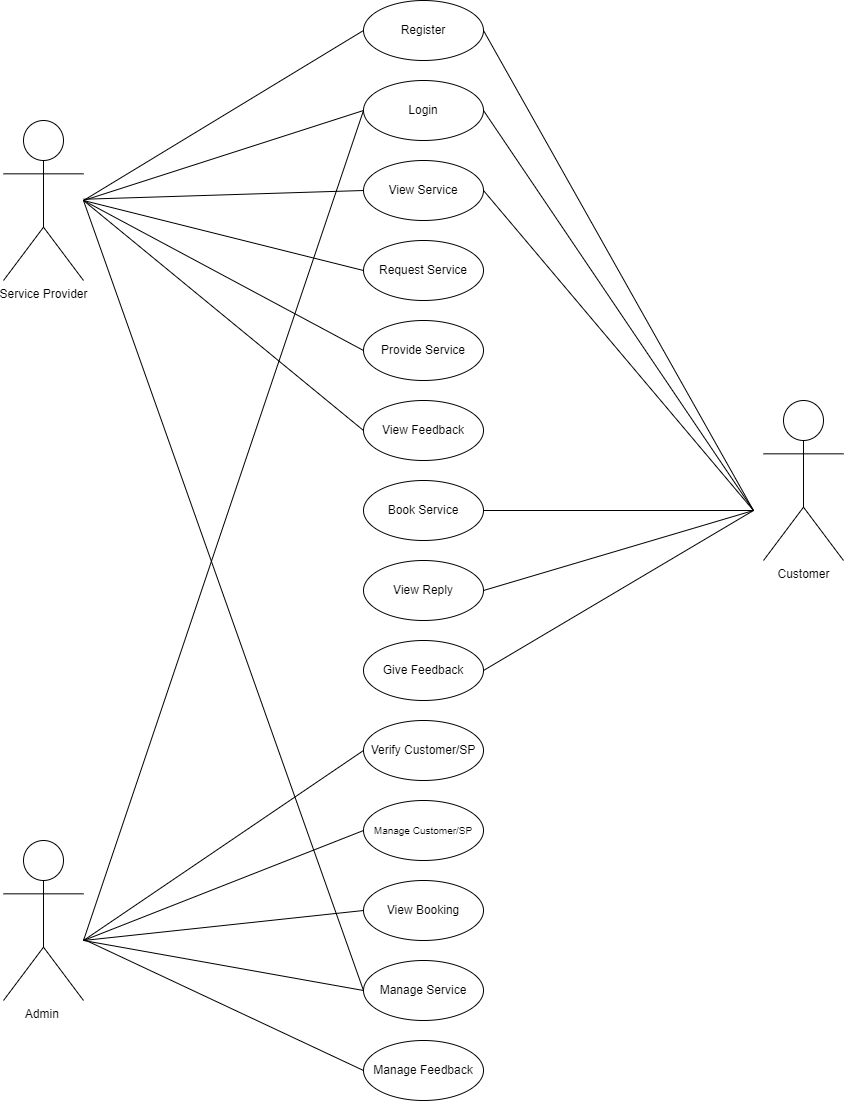 Register
Login
View Service
Request Service
Service Provider
Provide Service
View Feedback
Book Service
Customer
View Reply
Give Feedback
Verify Customer/SP
Manage Customer/SP
View Booking
Manage Service
Admin
Manage Feedback